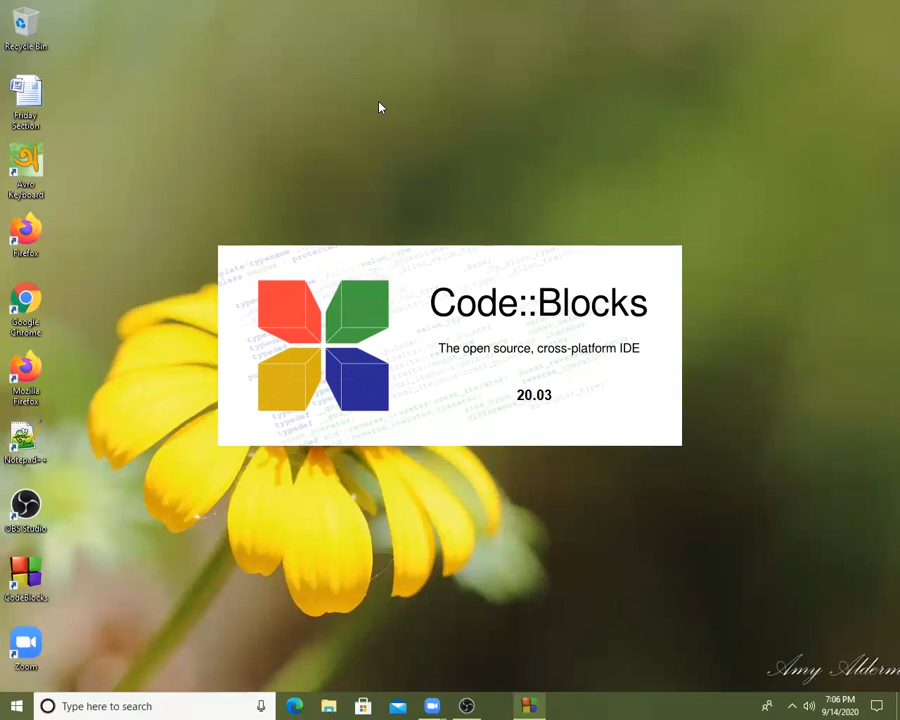 Recycle Bin
Friday
Section
Avro
Keyboard
Firefox
Google
Chrome
Mozilla
Firefox
Notepad++
OBS Studio
CodeBlocks
Zoom
Code::Blocks
The open source, cross-platform IDE
20.03
Amy Alderm
Type here to search
7:06 PM
9/14/2020